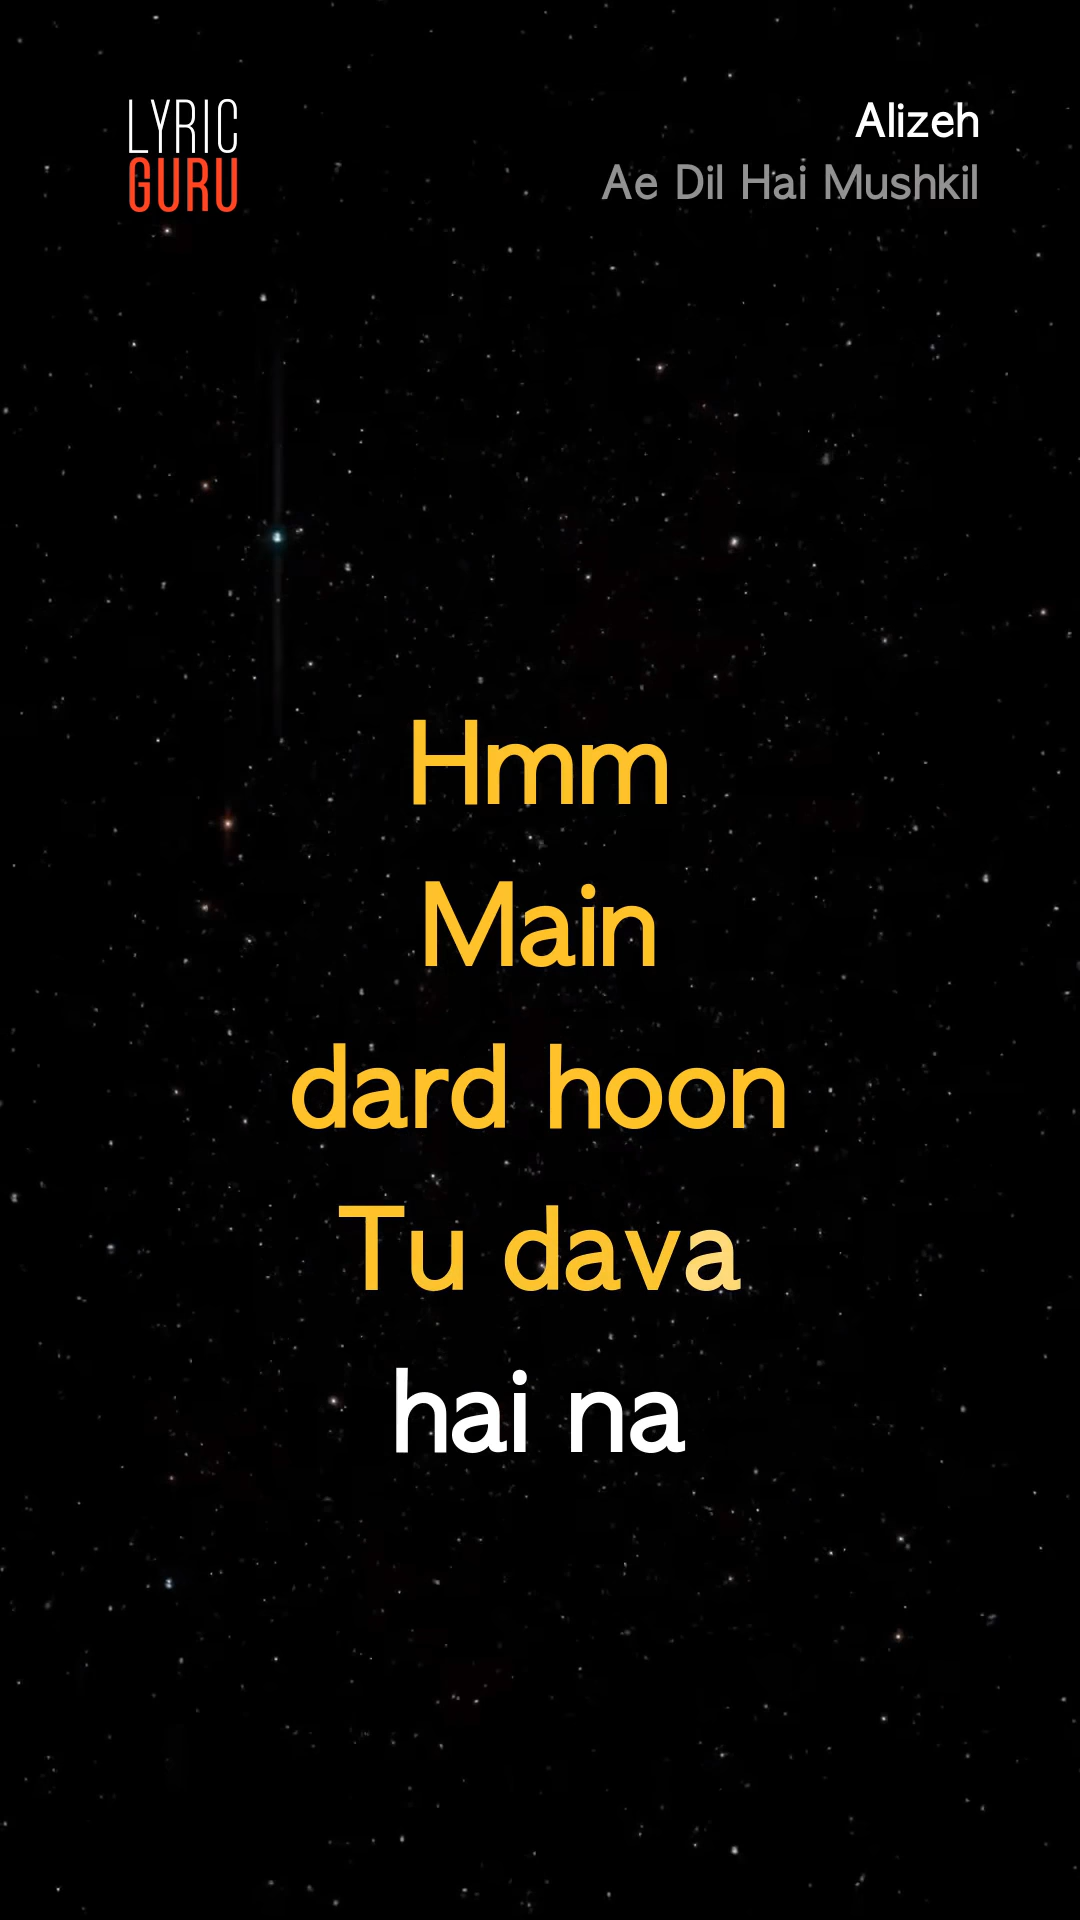 LYRIC
GURU
Alizeh
Ae Dil Hai Mushkil
Hmm
Main
dard hoon
Tu dava
hai na